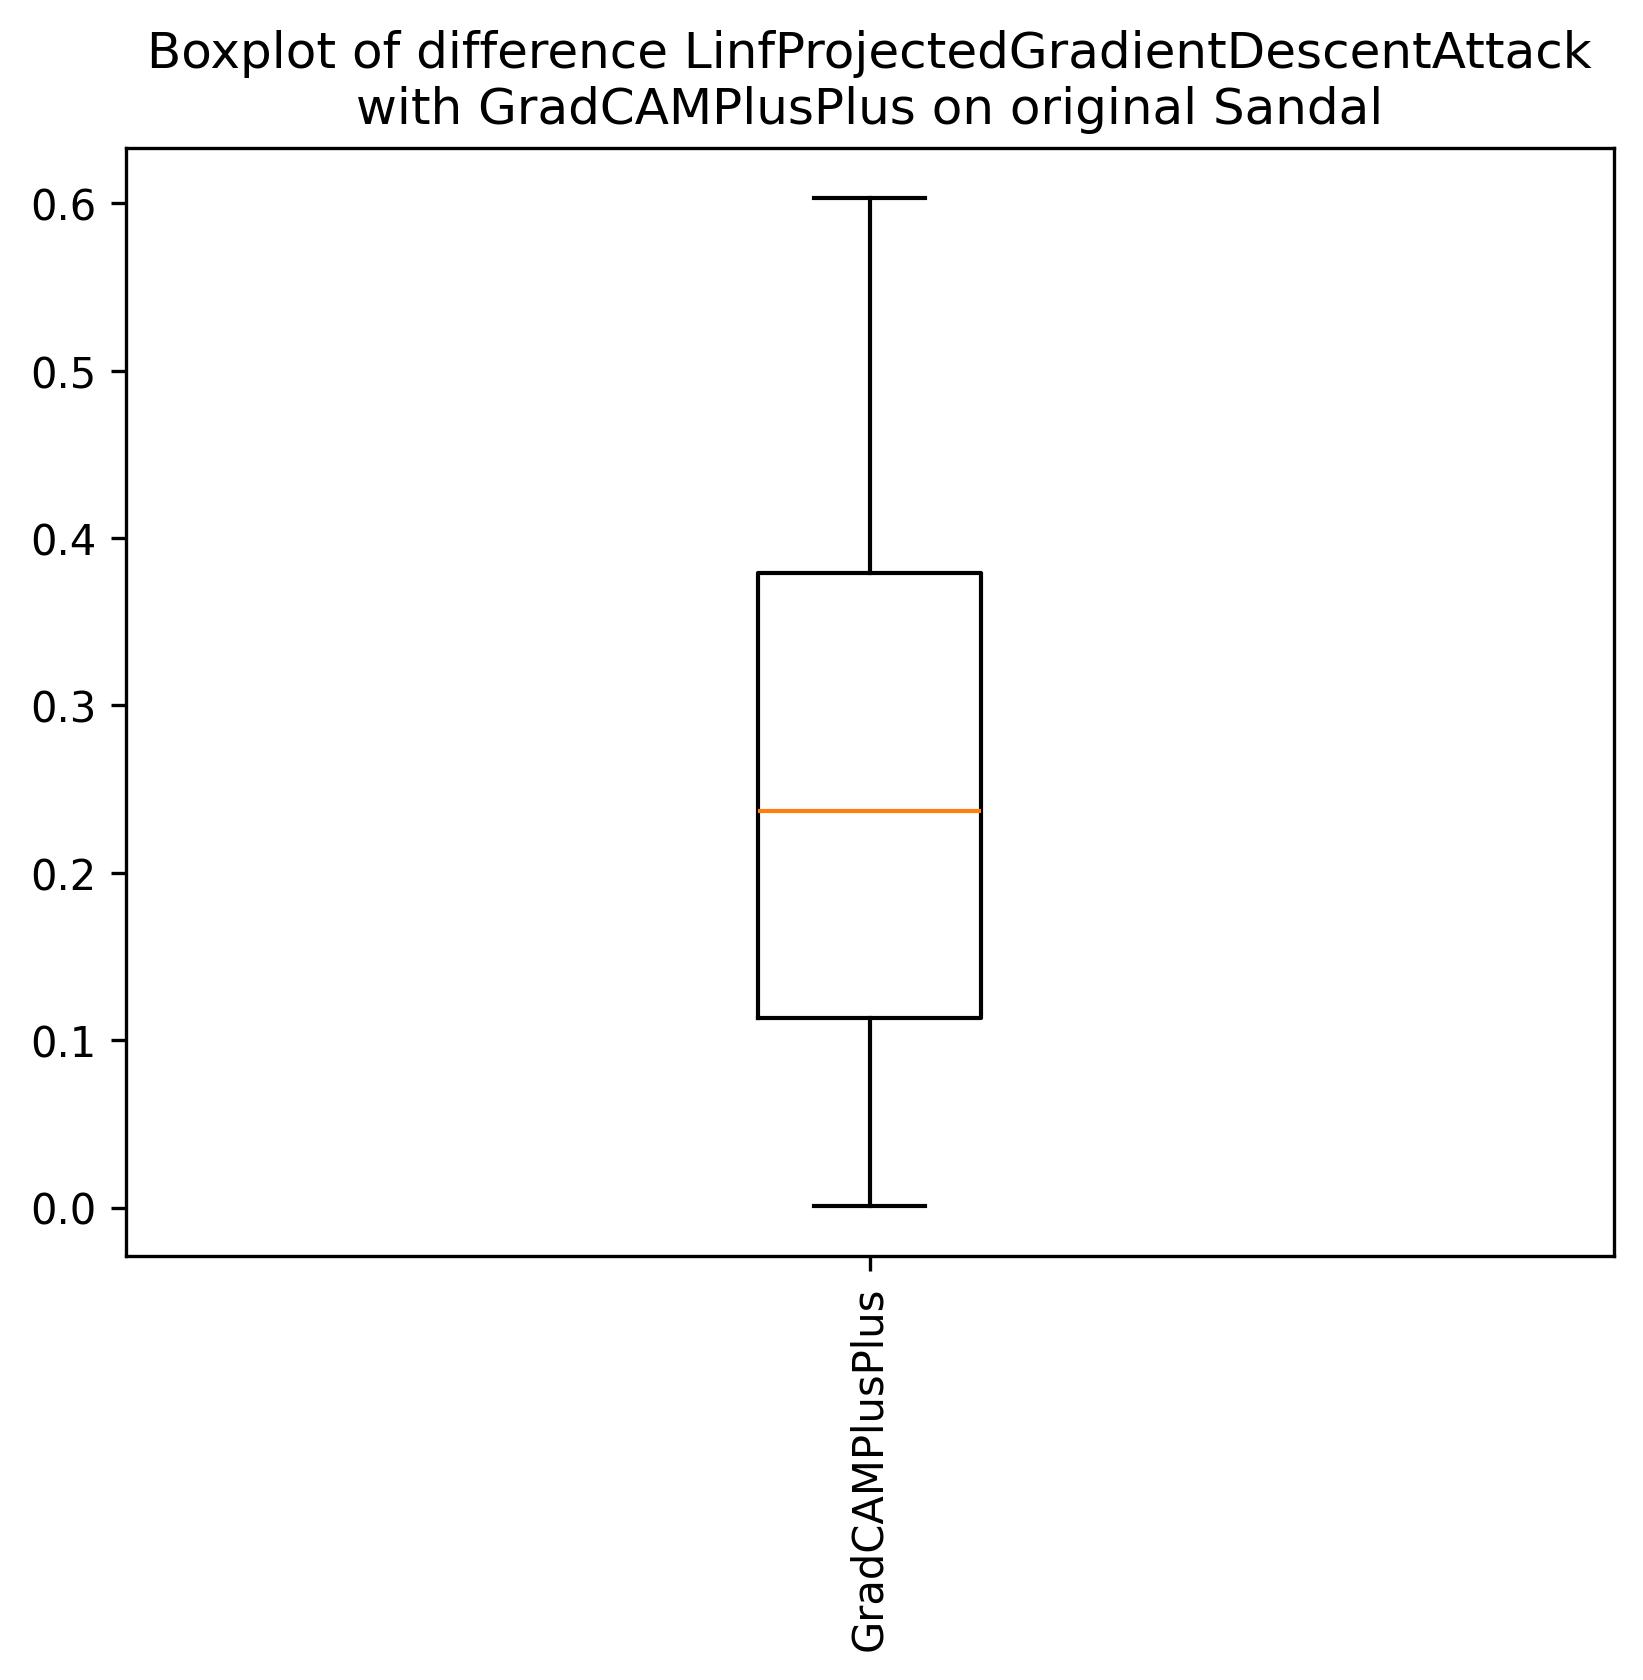 Boxplot of difference LinfProjectedGradientDescentAttack
with GradCAMPlusPlus on original Sandal
0.6
0.5
0.4
0.3
0.2
0.1
0.0
GradCAMPlusPlus